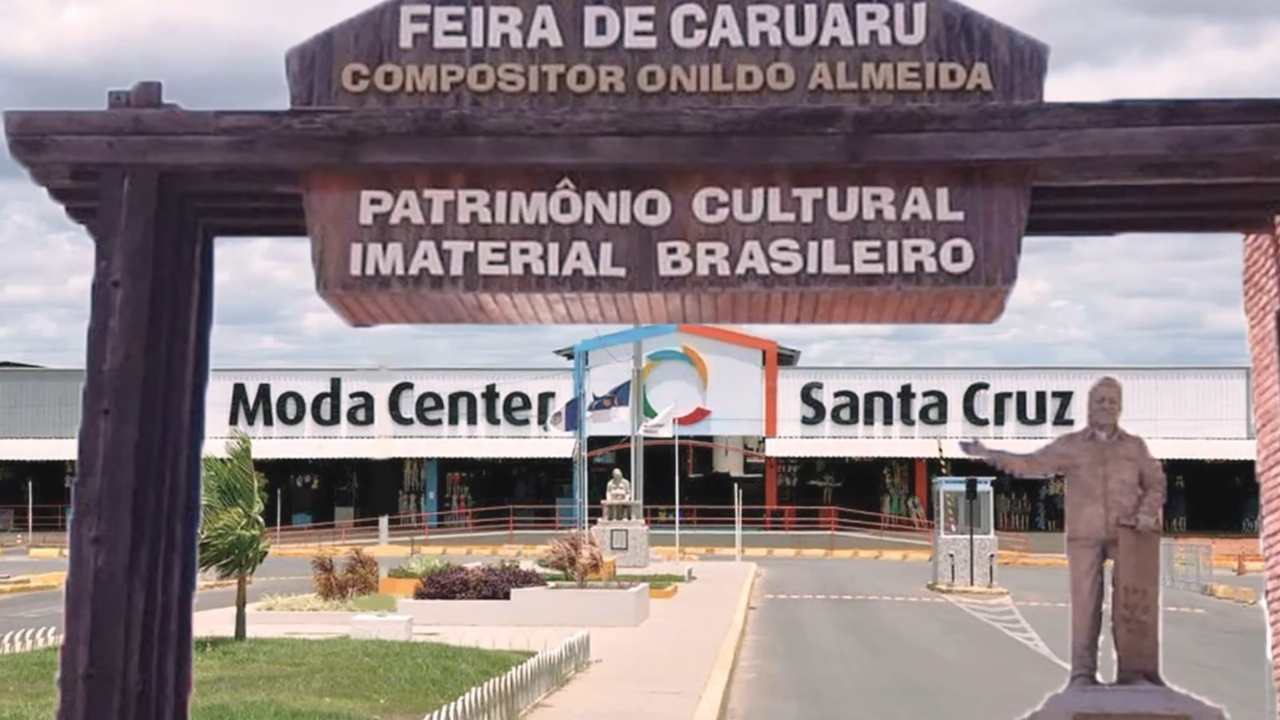 FEIRA DE CARUARU
COMPOSITOR ONILDO ALMEIDA
PATRIMÔNIO CULTURAL
IMATERIAL BRASILEIRO
Moda Center
Santa Cruz